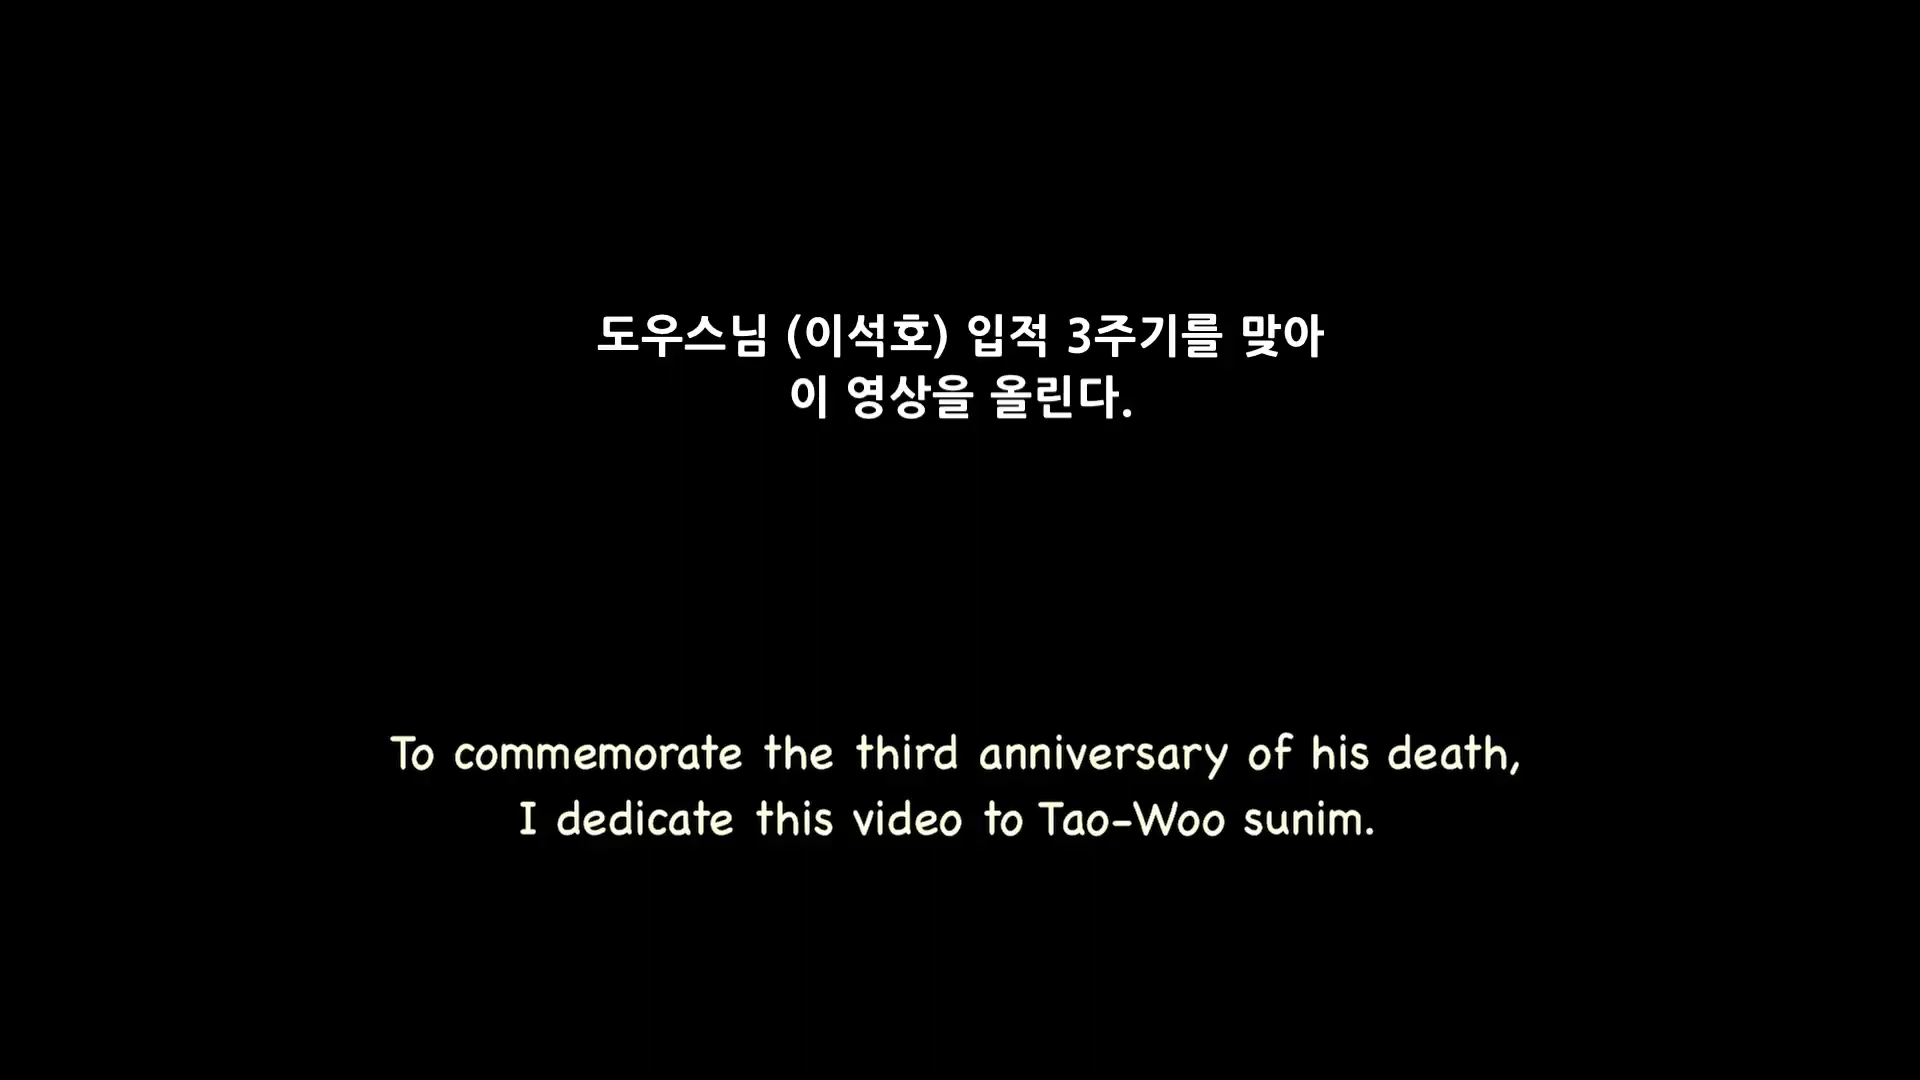 도우스님 (이석호) 입적 3주기를 맞아
이 영상을 올린다.
To commemorate the third anniversary of his death,
I dedicate this video to Tao-Woo sunim.